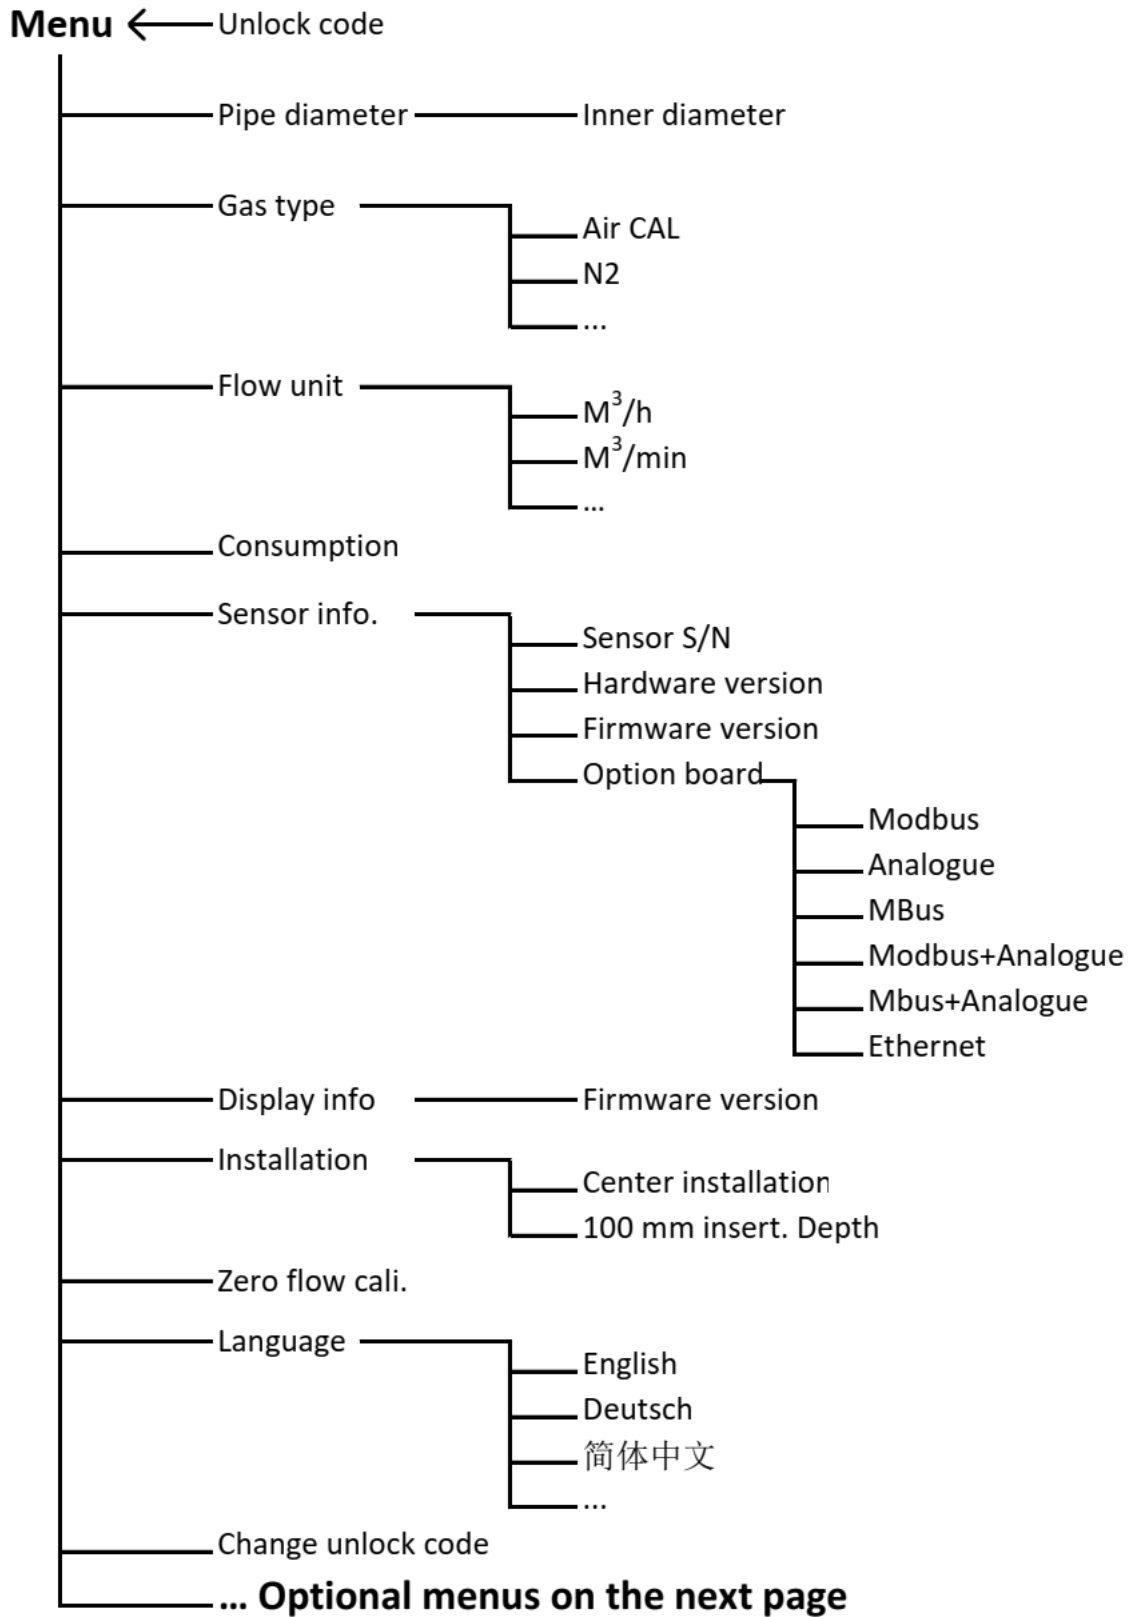 Menu Unlock code
Pipe diameter Inner diameter
Gas type
Air CAL
N2
...
Flow unit
M³/h
M³/min
...
Consumption
Sensor info.
Sensor S/N
Hardware version
Firmware version
Option board
Modbus
Analogue
MBus
Modbus+Analogue
Mbus+Analogue
Ethernet
Display info Firmware version
Installation
Center installation
100 mm insert. Depth
Zero flow cali.
Language
English
Deutsch
简体中文
...
Change unlock code
... Optional menus on the next page